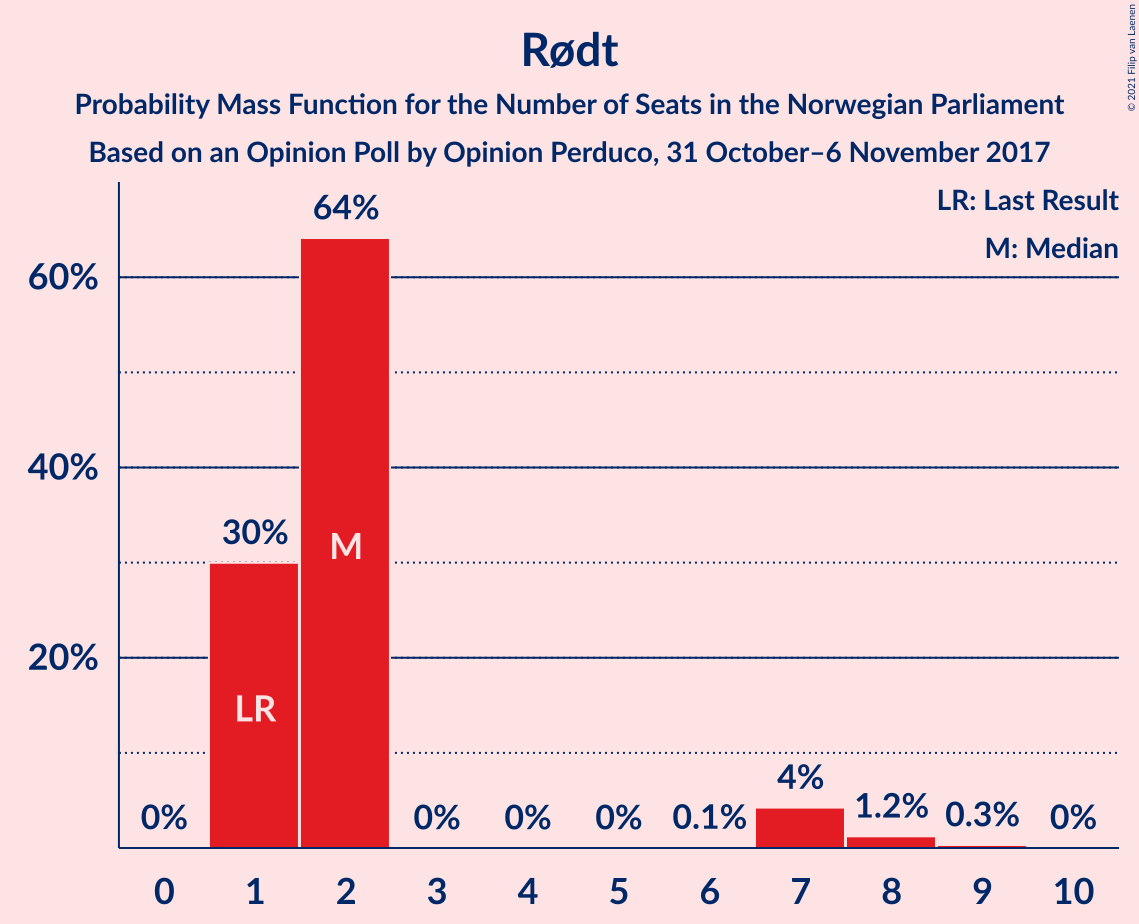 © 2021 Filip van Laenen
Rødt
Probability Mass Function for the Number of Seats in the Norwegian Parliament
Based on an Opinion Poll by Opinion Perduco, 31 October–6 November 2017
LR: Last Result
M: Median
60%
40%
20%
0%
30%
64%
0%
0%
0%
0.1%
4%
1.2%
0.3%
0%
LR
M
0 1 2 3 4 5 6 7 8 9 10